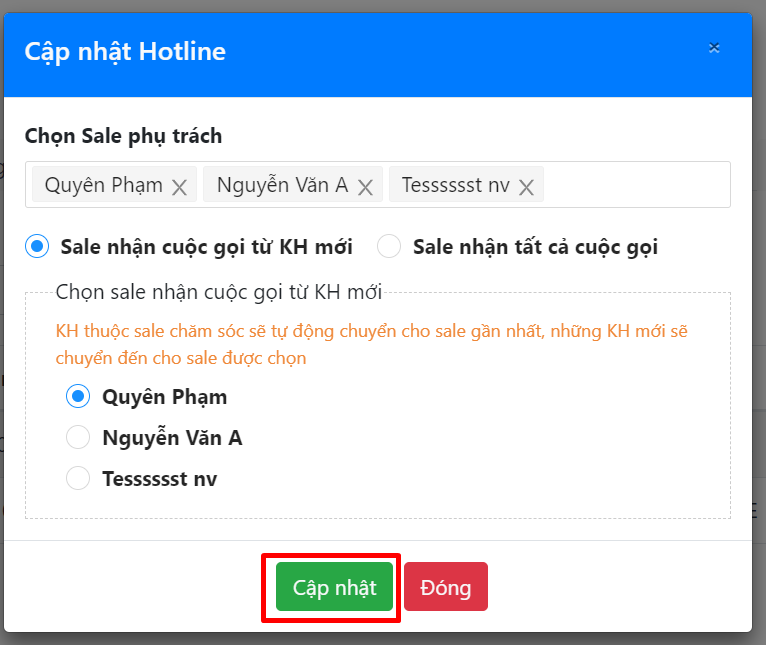 Cập nhật Hotline
Chọn Sale phụ trách
Quyên Phạm Nguyễn Văn A Tesssssst nv
Sale nhận cuộc gọi từ KH mới Sale nhận tất cả cuộc gọi
Chọn sale nhận cuộc gọi từ KH mới
KH thuộc sale chăm sóc sẽ tự động chuyển cho sale gần nhất, những KH mới sẽ
chuyển đến cho sale được chọn
Quyên Phạm
Nguyễn Văn A
Tesssssst nv
Cập nhật Đóng